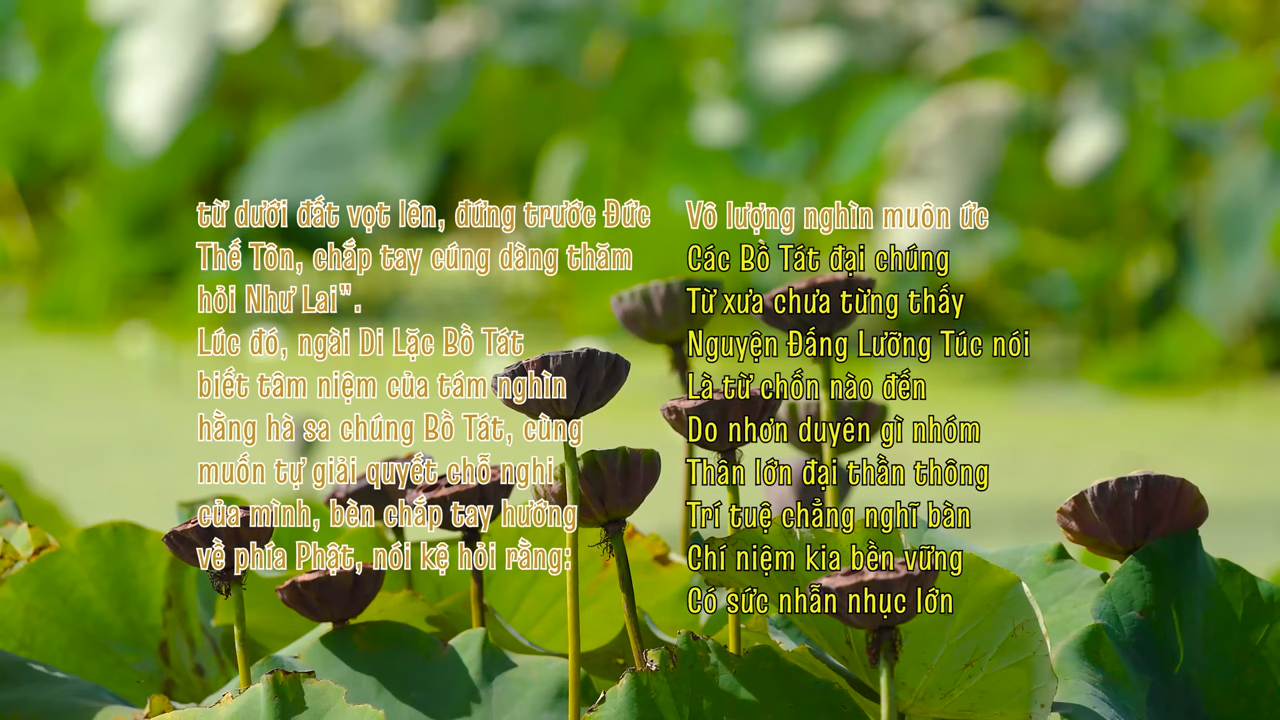 từ dưới đất vọt lên, đứng trước Đức
Thế Tôn, chắp tay cúng dàng thăm
hỏi Như Lai”.
Lúc đó, ngài Di Lặc Bồ Tát
biết tâm niệm của tám nghìn
hằng hà sa chúng Bồ Tát, cùng
muốn tự giải quyết chỗ nghi
của mình, bèn chắp tay hướng
về phía Phật, nói kệ hỏi rằng:
Vô lượng nghìn muôn ức
Các Bồ Tát đại chúng
Từ xưa chưa từng thấy
Nguyện Đấng Lưỡng Túc nói
Là từ chốn nào đến
Do nhơn duyên gì nhóm
Thân lớn đại thần thông
Trí tuệ chẳng nghĩ bàn
Chí niệm kia bền vững
Có sức nhẫn nhục lớn